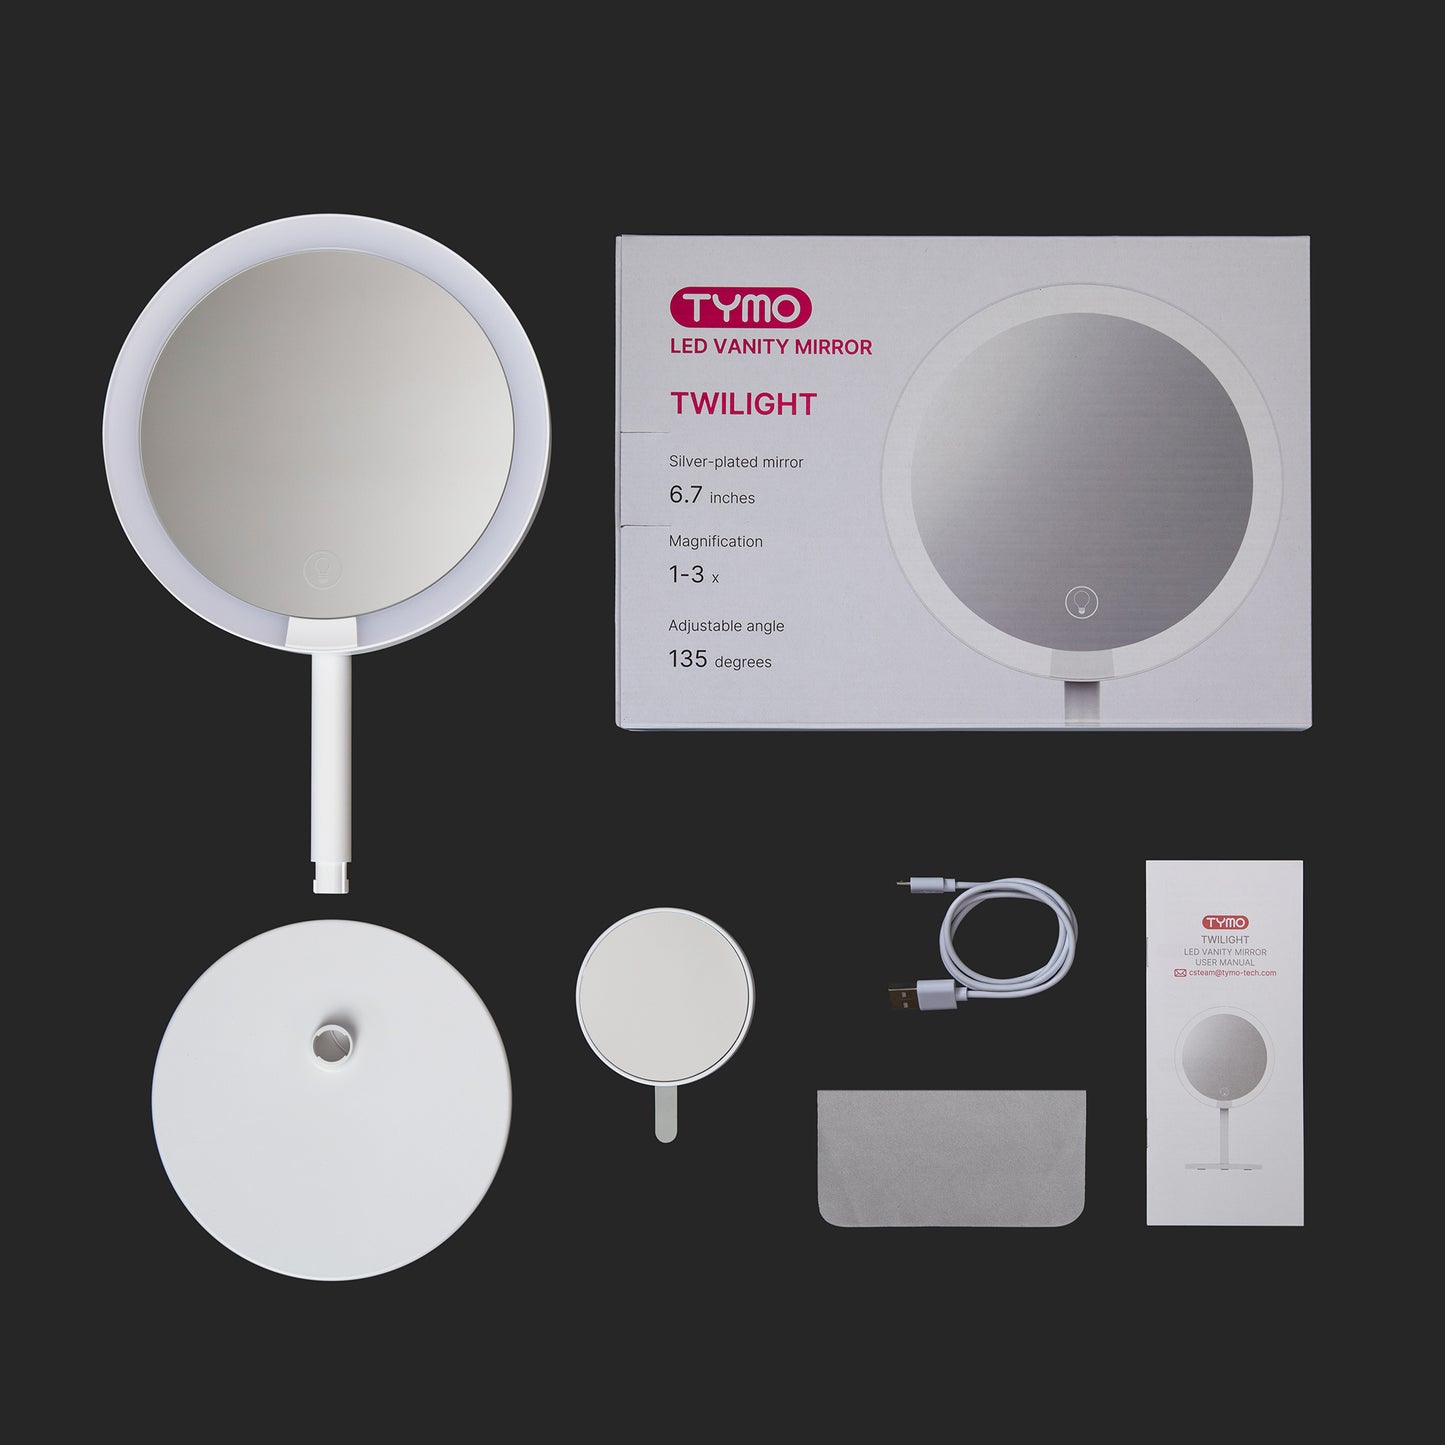 TYMO
LED VANITY MIRROR
TWILIGHT
Silver-plated mirror
6.7 inches
Magnification
1-3 x
Adjustable angle
135 degrees
TYMO
TWILIGHT
LED VANITY MIRROR
USER MANUAL
csteam@tymo-tech.com